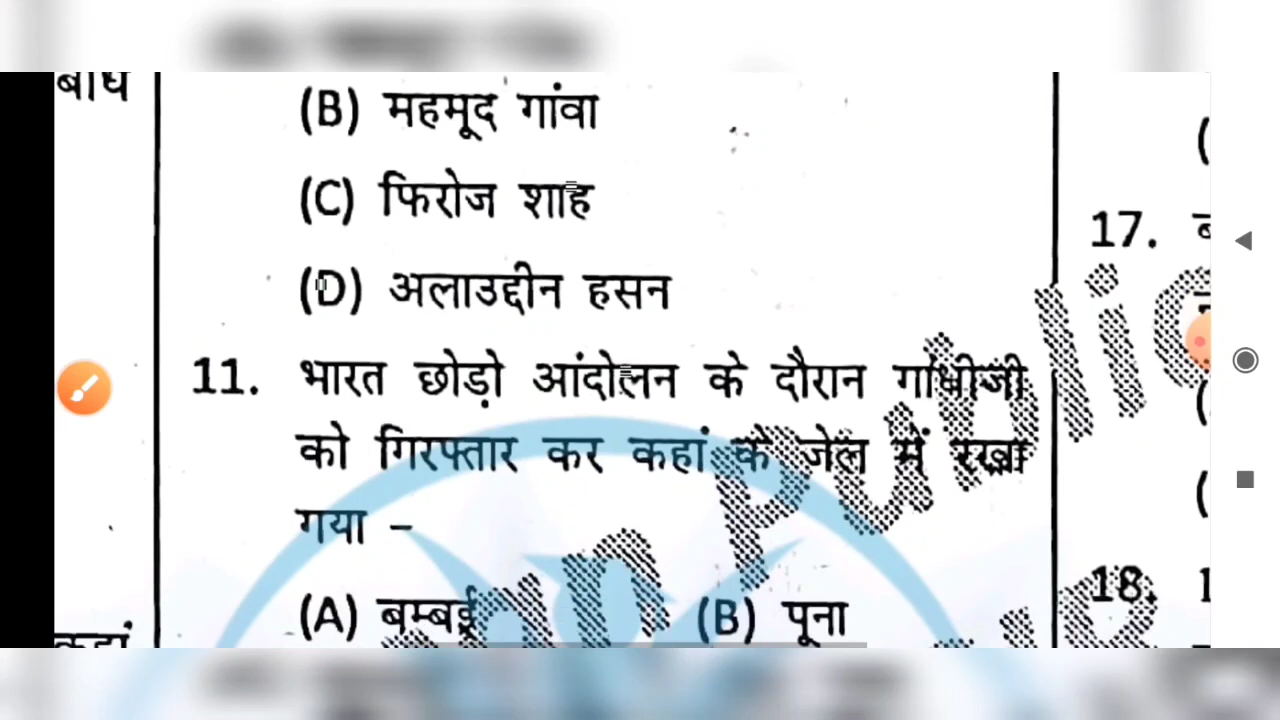 बोध
(B) महमूद गांवा
(C) फिरोज शाह
(D) अलाउद्दीन हसन
11. भारत छोड़ो आंदोलन के दौरान गांधीजी
को गिरफ्तार कर कहां के जेल में रखा
गया –
(A) बम्बई (B) पूना
17.
18.